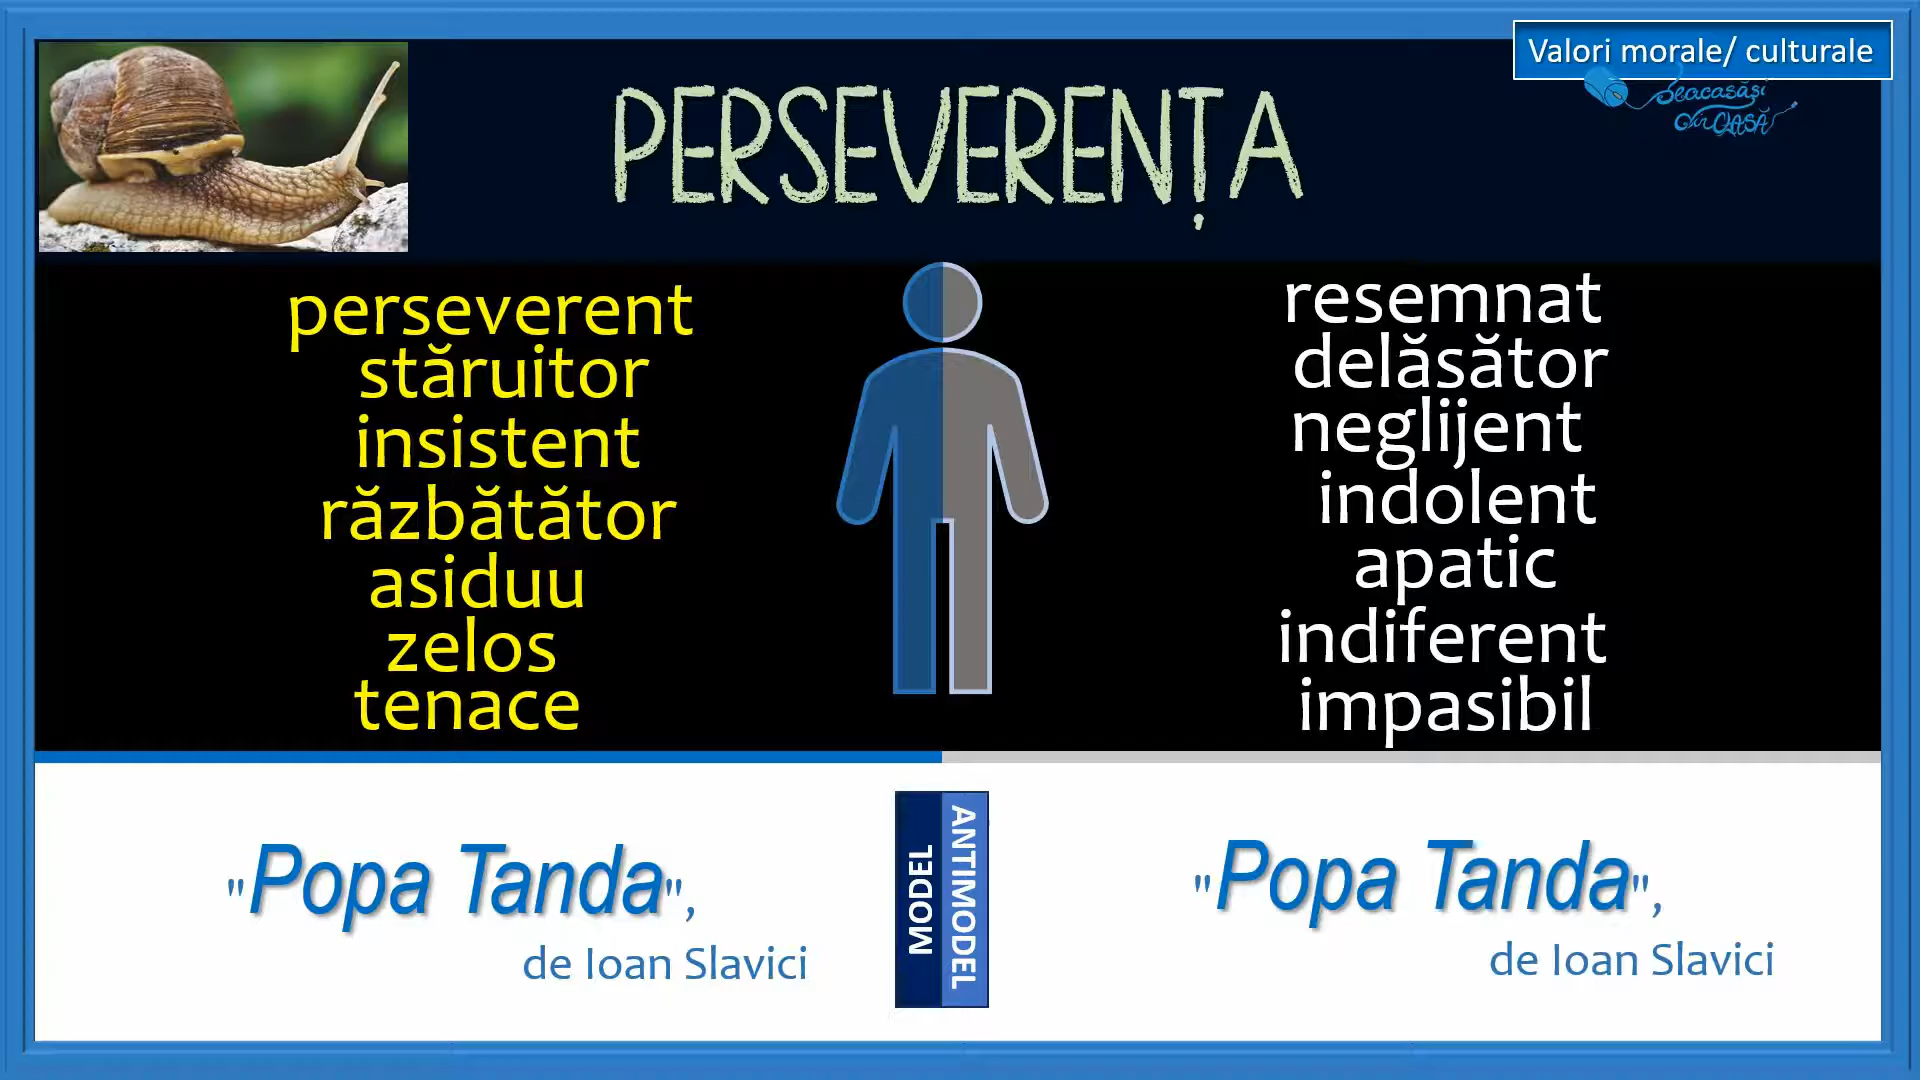 Valori morale/ culturale
PERSEVERENȚA
perseverent
stăruitor
insistent
răzbătător
asiduu
zelos
tenace
resemnat
delăsător
neglijent
indolent
apatic
indiferent
impasibil
"Popa Tanda",
de Ioan Slavici
MODEL
ANTIMODEL
"Popa Tanda",
de Ioan Slavici